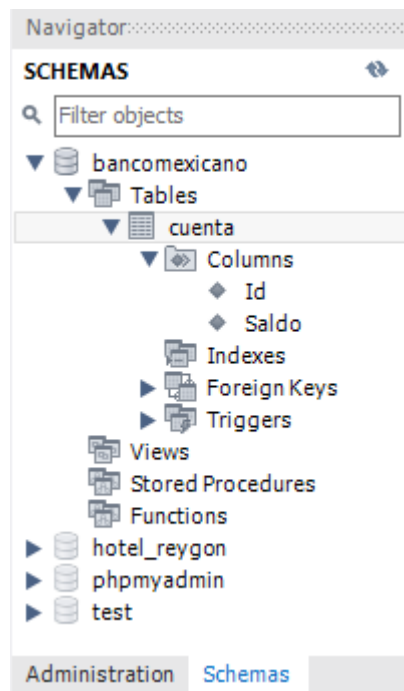 Navigator
SCHEMAS
Filter objects
bancomexicano
Tables
cuenta
Columns
Id
Saldo
Indexes
Foreign Keys
Triggers
Views
Stored Procedures
Functions
hotel_reygon
phpmyadmin
test
Administration Schemas